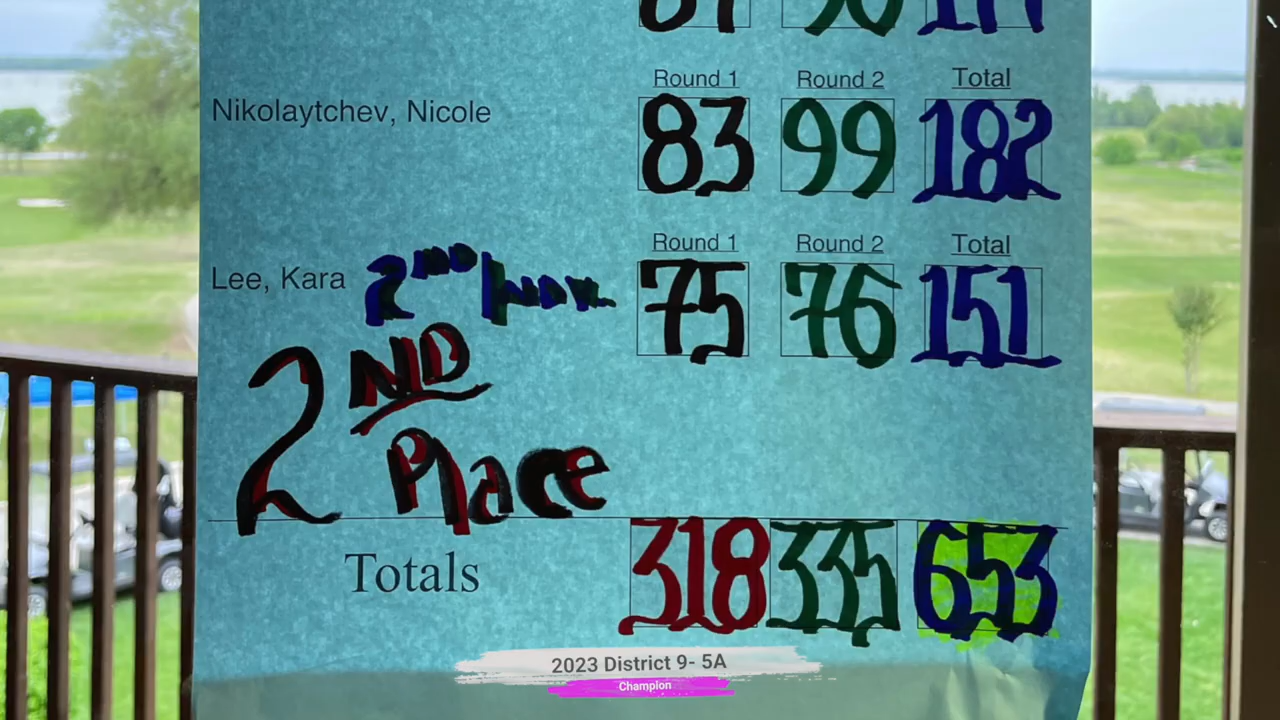 Round 1 Round 2 Total
Nikolaytchev, Nicole 83 99 182
Round 1 Round 2 Total
Lee, Kara 2ND 75 76 151
2ND
Place
Totals 318 335 653
2023 District 9- 5A
Champion